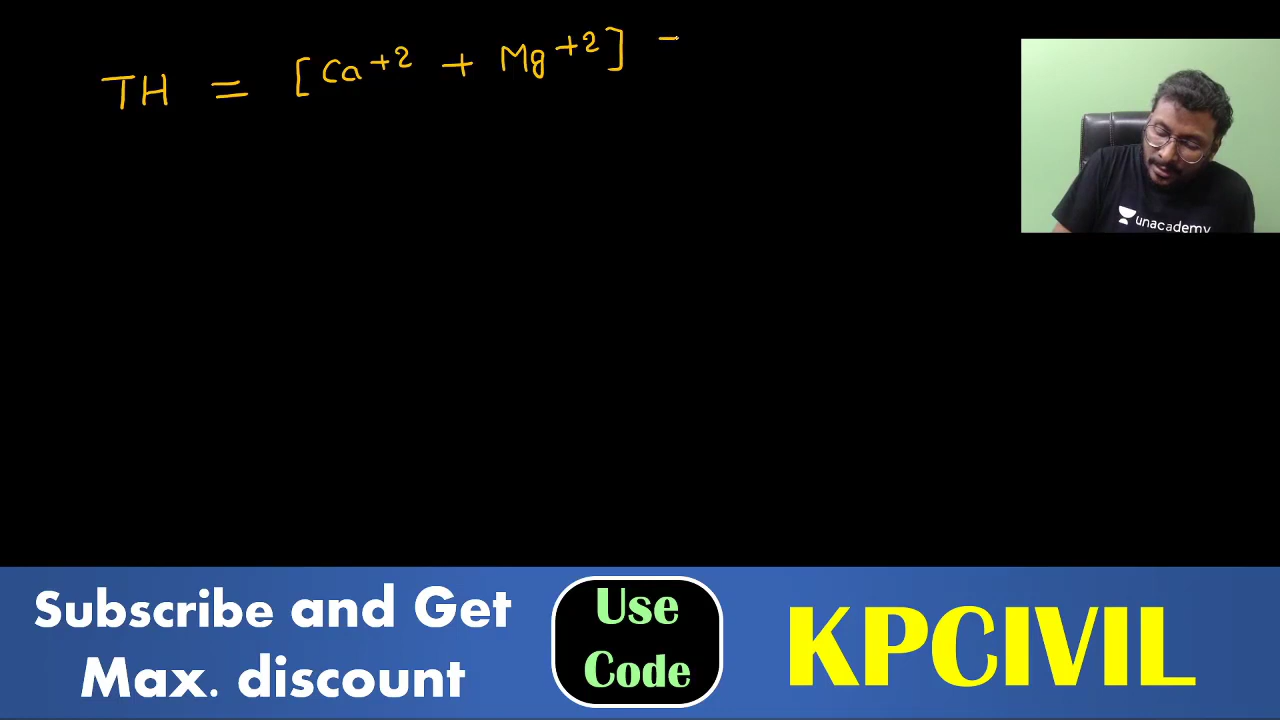 TH = [Ca+2 + Mg+2] -
unacademy
Subscribe and Get
Max. discount
Use
Code
KPCIVIL